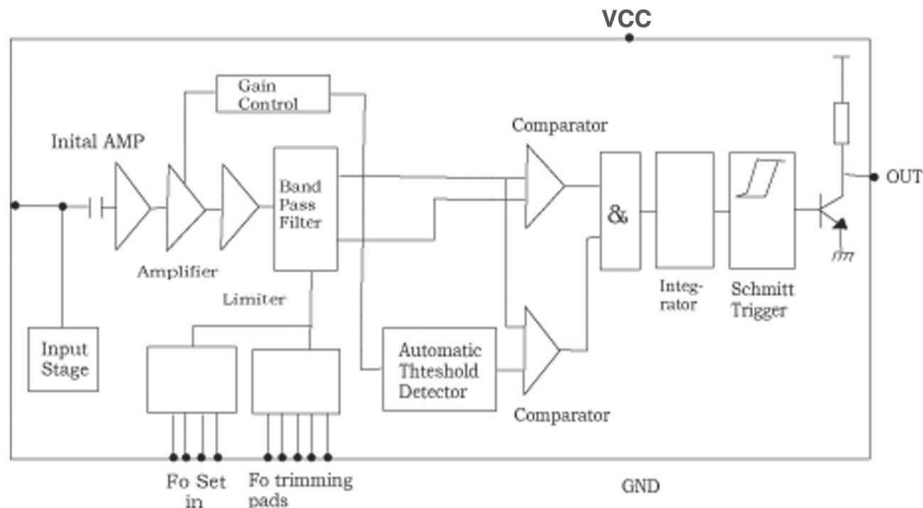 VCC
Gain
Control
Comparator
Inital AMP
OUT
Band
Pass
Filter
&
Amplifier
Limiter
Integ-
rator
Schmitt
Trigger
Input
Stage
Automatic
Thteshold
Detector
Comparator
Fo Set
in
Fo trimming
pads
GND